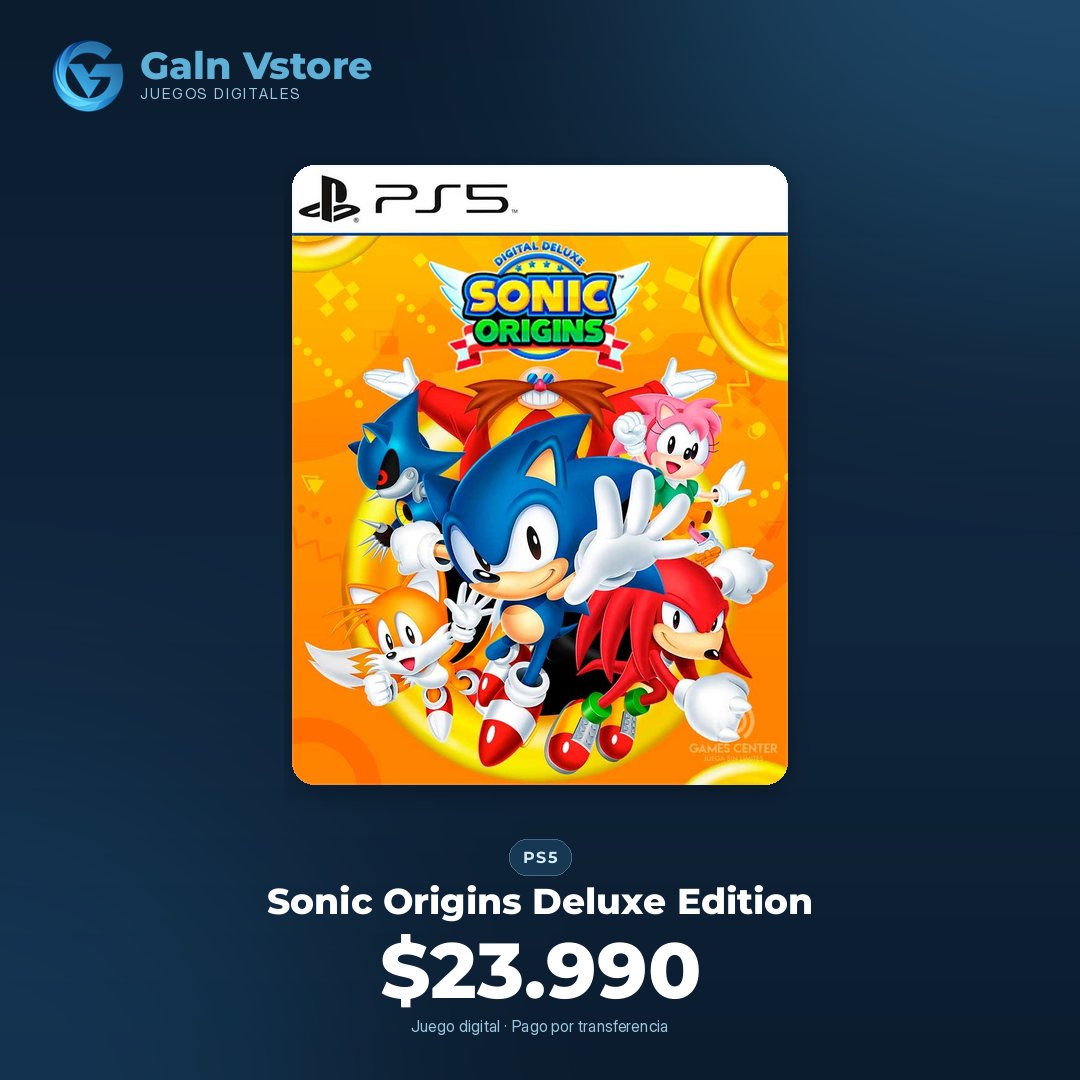 GaIn Vstore
JUEGOS DIGITALES
PS5
DIGITAL DELUXE
SONIC
ORIGINS
GAMES CENTER
PS5
Sonic Origins Deluxe Edition
$23.990
Juego digital · Pago por transferencia